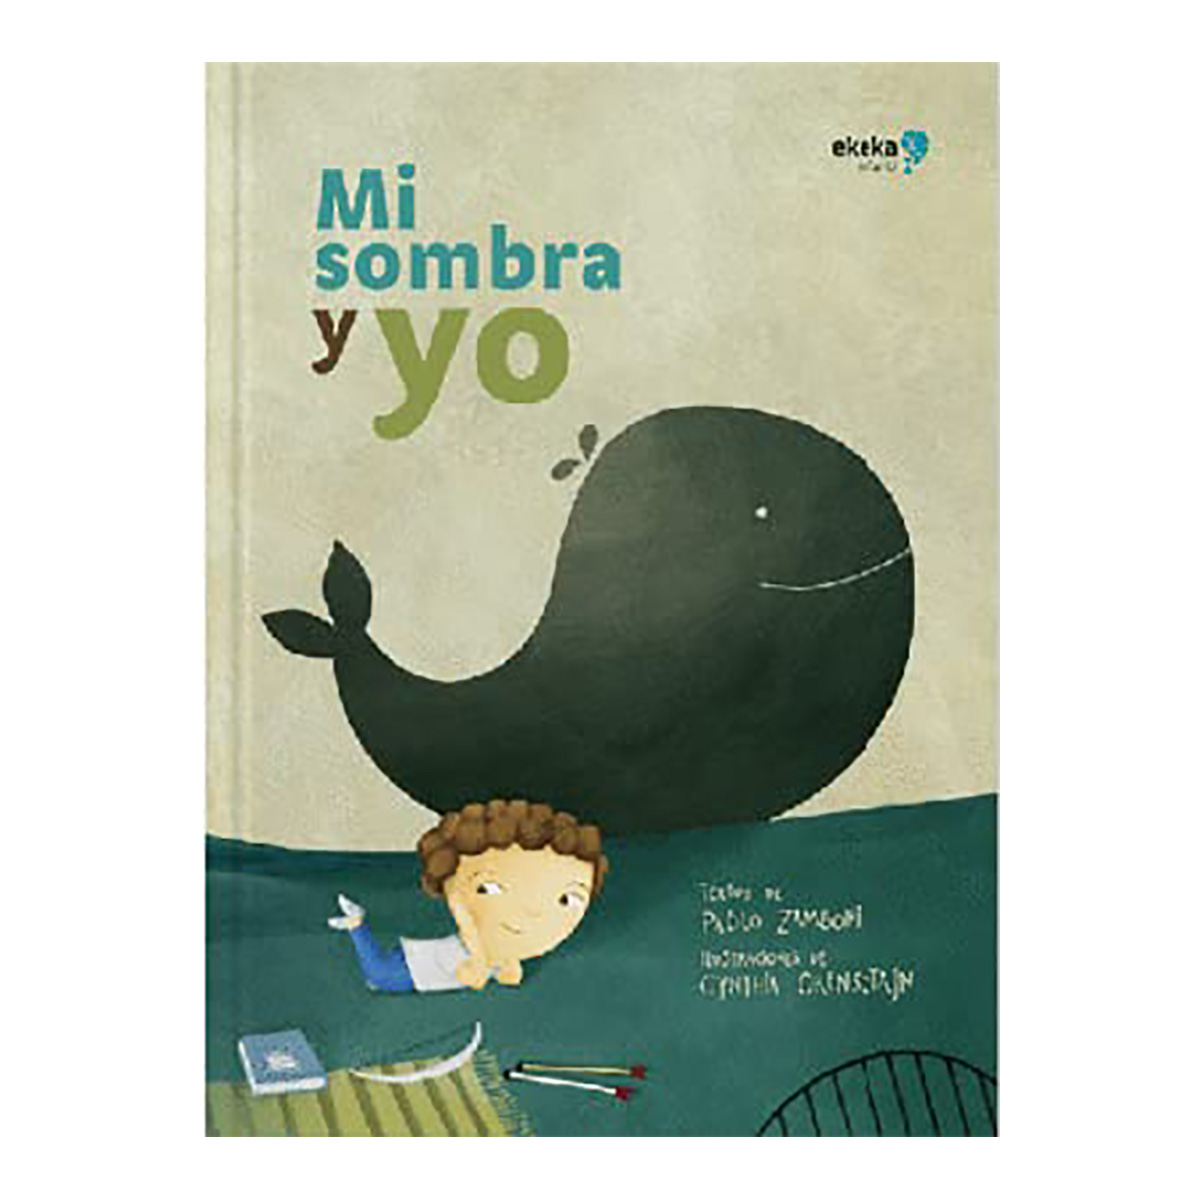 Mi
sombra
y yo
ekeka
Textos de
Pablo Zamboni
Ilustraciones de
Cynthia Orensztajn